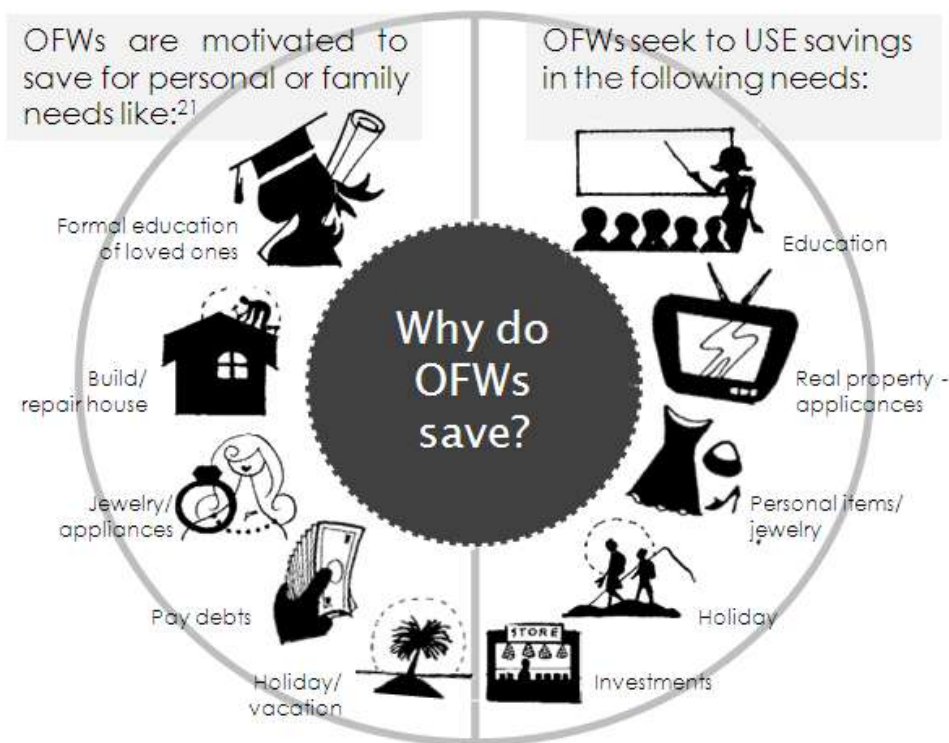 OFWs are motivated to
save for personal or family
needs like:21
OFWs seek to USE savings
in the following needs:
Formal education
of loved ones
Build/
repair house
Jewelry/
appliances
Pay debts
Holiday/
vacation
Why do
OFWs
save?
Education
Real property -
applicances
Personal items/
jewelry
Holiday
STORE
Investments